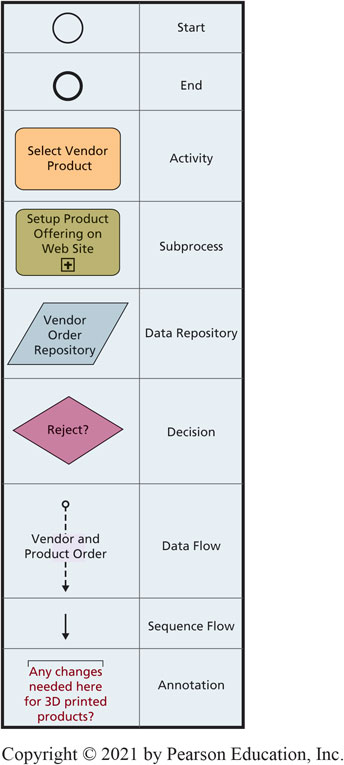 Start
End
Select Vendor
Product
Activity
Setup Product
Offering on
Web Site
Subprocess
Vendor
Order
Repository
Data Repository
Reject?
Decision
Vendor and
Product Order
Data Flow
Sequence Flow
Any changes
needed here
for 3D printed
products?
Annotation
Copyright © 2021 by Pearson Education, Inc.